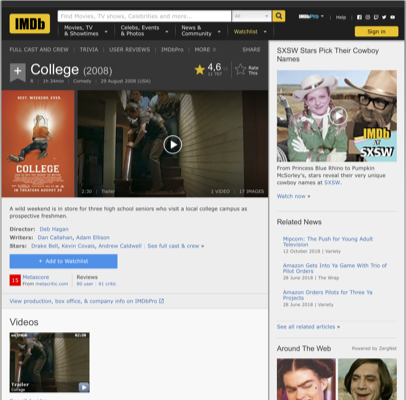 IMDb
Find Movies, TV shows, Celebrities and more...
All
IMDbPro
Help
Movies, TV
& Showtimes
Celebs, Events
& Photos
News &
Community
Watchlist
Sign in
FULL CAST AND CREW | TRIVIA | USER REVIEWS | IMDbPro | MORE
SHARE
College (2008)
4,6
Rate
This
R | 1h 34min | Comedy | 29 August 2008 (USA)
BEST. WEEKEND. EVER.
COLLEGE
IN THEATERS AUGUST 29
2:30 | Trailer
1 VIDEO | 17 IMAGES
A wild weekend is in store for three high school seniors who visit a local college campus as
prospective freshmen.
Director: Deb Hagan
Writers: Dan Callahan, Adam Ellison
Stars: Drake Bell, Kevin Covais, Andrew Caldwell | See full cast & crew »
+ Add to Watchlist
15
Metascore
From metacritic.com
Reviews
80 user | 41 critic
View production, box office, & company info on IMDbPro
Videos
02:30
Trailer
College
SXSW Stars Pick Their Cowboy
Names
IMDb
AT
SXSW
From Princess Blue Rhino to Pumpkin
McSorley's, stars reveal their very unique
cowboy names at SXSW.
Watch now »
Related News
Mipcom: The Push for Young Adult
Television
12 October 2018 | Variety
Amazon Gets Into Ya Game With Trio of
Pilot Orders
28 June 2018 | The Wrap
Amazon Orders Pilots for Three Ya
Projects
28 June 2018 | Variety
See all related articles »
Around The Web
Powered by ZergNet